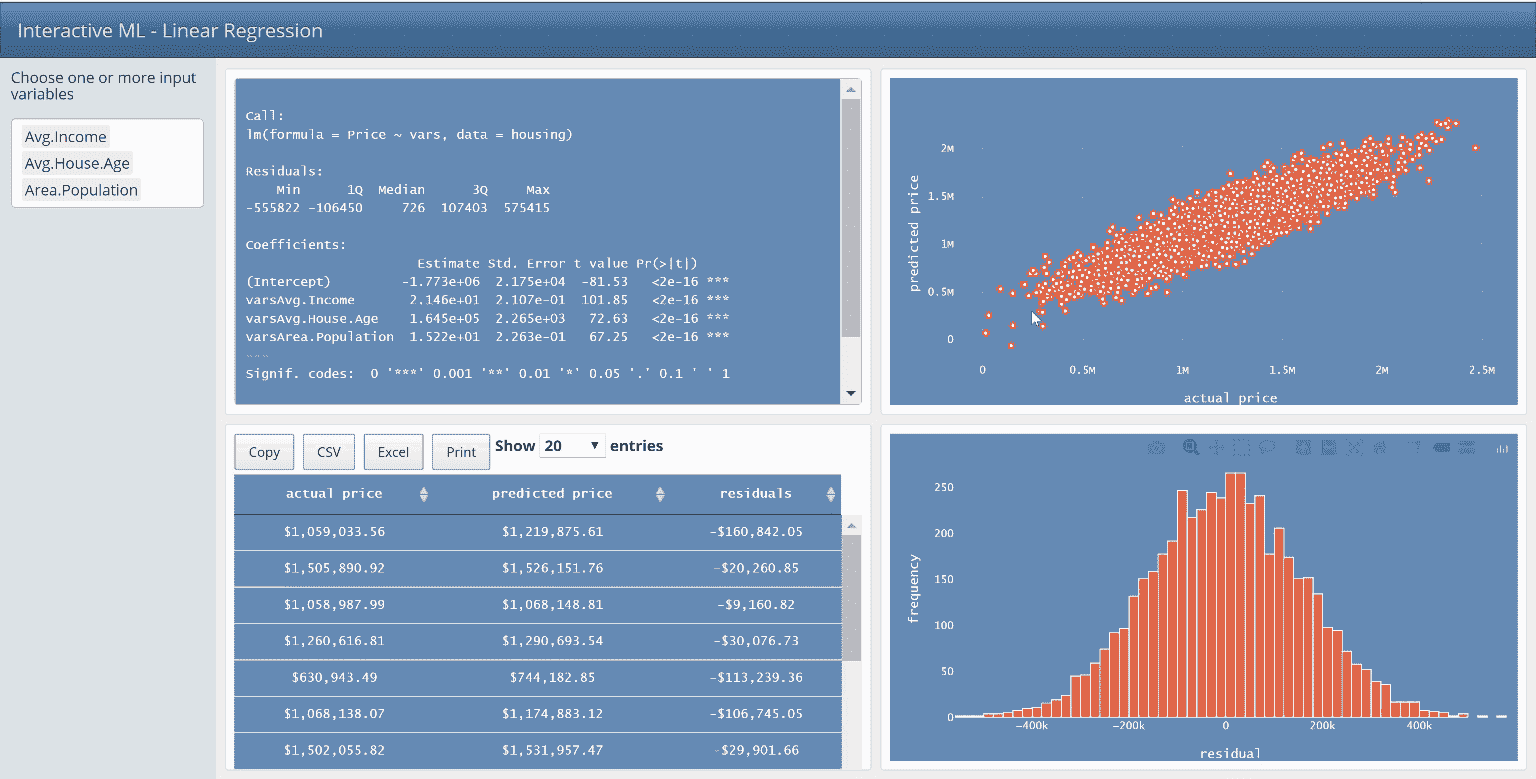 Interactive ML - Linear Regression
Choose one or more input
variables
Avg.Income
Avg.House.Age
Area.Population
Call:
lm(formula = Price ~ vars, data = housing)
Residuals:
Min 1Q Median 3Q Max
-555822 -106450 726 107403 575415
Coefficients:
Estimate Std. Error t value Pr(>|t|)
(Intercept) -1.773e+06 2.175e+04 -81.53 <2e-16 ***
varsAvg.Income 2.146e+01 2.107e-01 101.85 <2e-16 ***
varsAvg.House.Age 1.645e+05 2.265e+03 72.63 <2e-16 ***
varsArea.Population 1.522e+01 2.263e-01 67.25 <2e-16 ***
---
Signif. codes: 0 '***' 0.001 '**' 0.01 '*' 0.05 '.' 0.1 ' ' 1
predicted price
2M
1.5M
1M
0.5M
0
0 0.5M 1M 1.5M 2M 2.5M
actual price
Copy CSV Excel Print Show 20 entries
actual price predicted price residuals
$1,059,033.56 $1,219,875.61 -$160,842.05
$1,505,890.92 $1,526,151.76 -$20,260.85
$1,058,987.99 $1,068,148.81 -$9,160.82
$1,260,616.81 $1,290,693.54 -$30,076.73
$630,943.49 $744,182.85 -$113,239.36
$1,068,138.07 $1,174,883.12 -$106,745.05
$1,502,055.82 $1,531,957.47 -$29,901.66
frequency
250
200
150
100
50
0
−400k −200k 0 200k 400k
residual